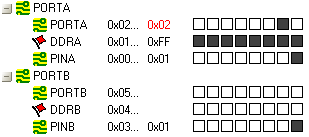 PORTA
PORTA 0x02... 0x02
DDRA 0x01... 0xFF
PINA 0x00... 0x01
PORTB
PORTB 0x05...
DDRB 0x04...
PINB 0x03... 0x01